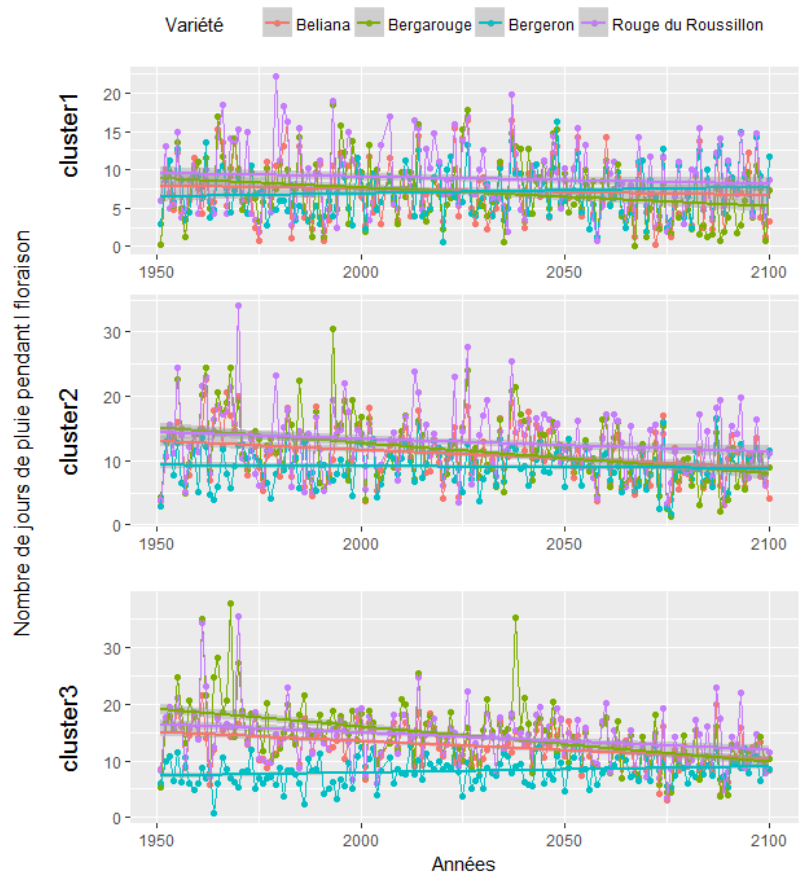 Variété
Beliana
Bergarouge
Bergeron
Rouge du Roussillon
Nombre de jours de pluie pendant l floraison
cluster1
20
15
10
5
0
1950
2000
2050
2100
cluster2
30
20
10
0
1950
2000
2050
2100
cluster3
30
20
10
0
1950
2000
2050
2100
Années